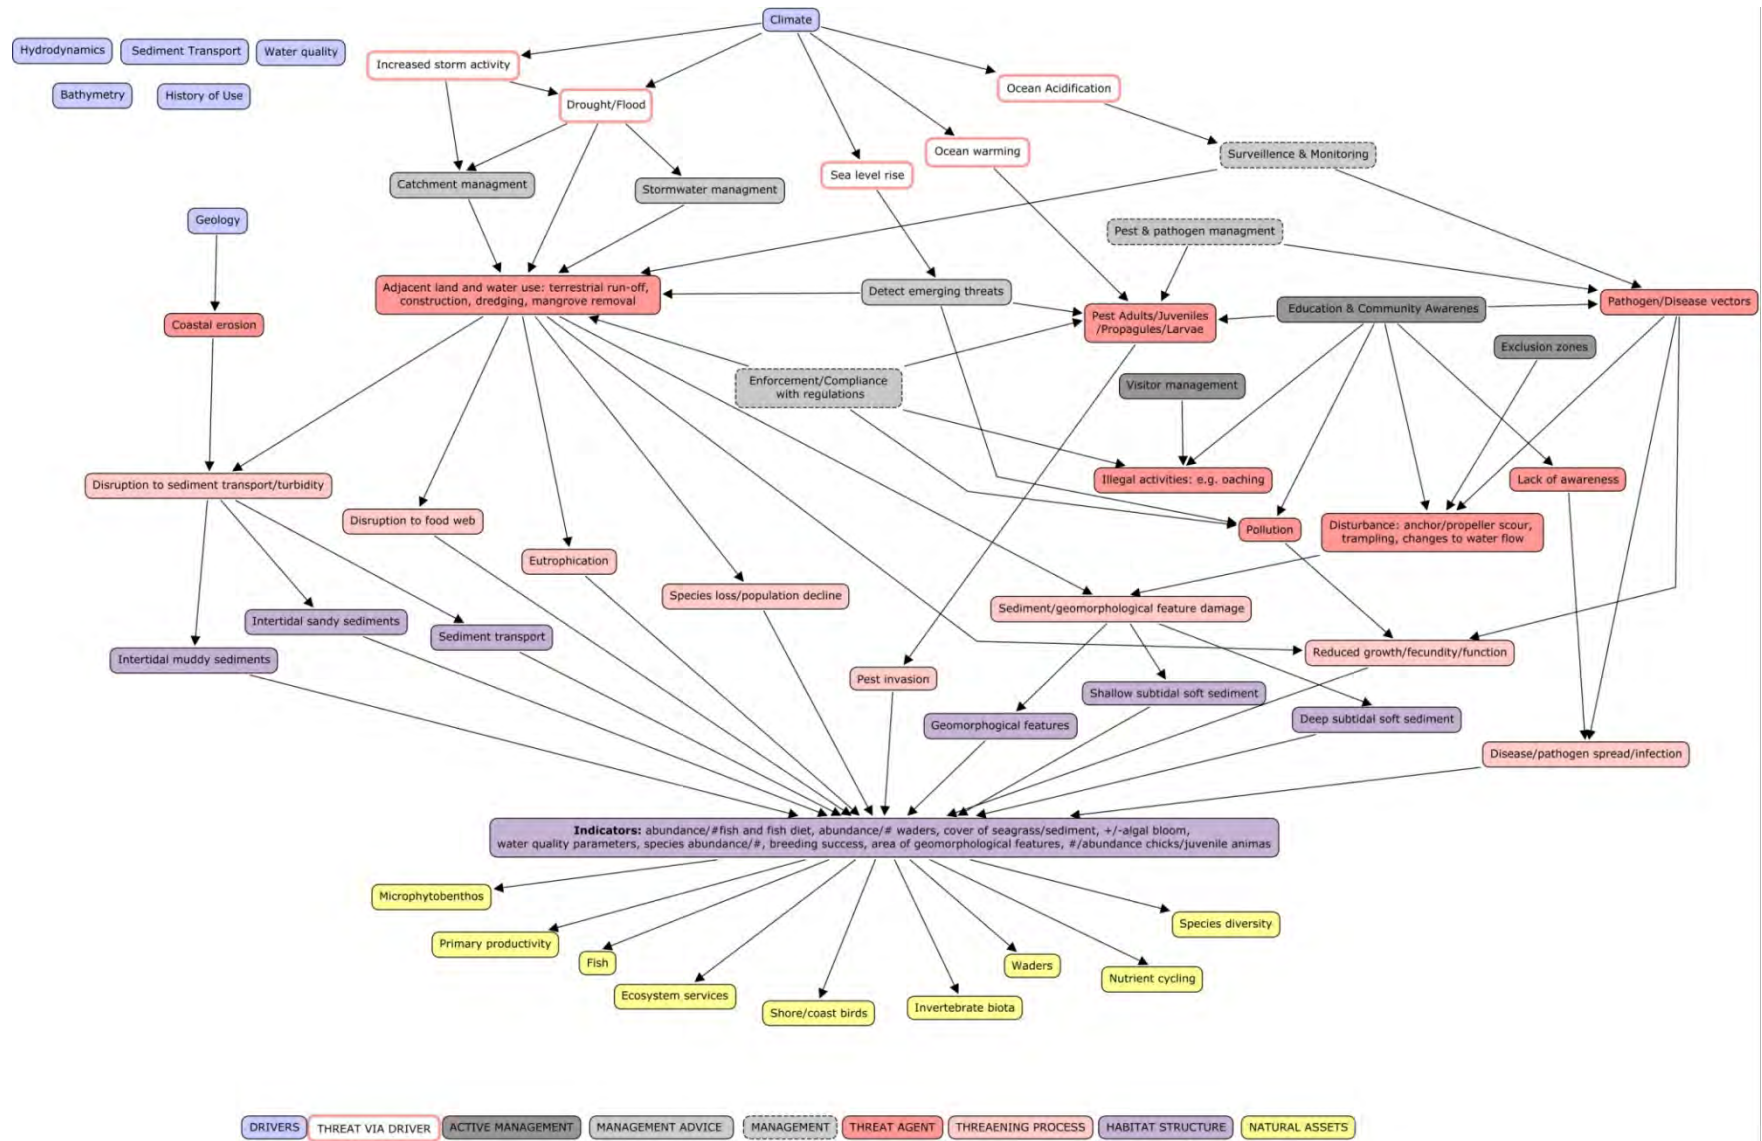 Climate
Hydrodynamics
Sediment Transport
Water quality
Increased storm activity
Bathymetry
History of Use
Drought/Flood
Ocean Acidification
Ocean warming
Surveillence & Monitoring
Sea level rise
Catchment managment
Stormwater managment
Geology
Pest & pathogen managment
Adjacent land and water use: terrestrial run-off,
construction, dredging, mangrove removal
Detect emerging threats
Coastal erosion
Pest Adults/Juveniles
/Propagules/Larvae
Education & Community Awarenes
Pathogen/Disease vectors
Exclusion zones
Enforcement/Compliance
with regulations
Visitor management
Disruption to sediment transport/turbidity
Illegal activities: e.g. oaching
Lack of awareness
Disruption to food web
Pollution
Disturbance: anchor/propeller scour,
trampling, changes to water flow
Eutrophication
Species loss/population decline
Sediment/geomorphological feature damage
Intertidal sandy sediments
Sediment transport
Intertidal muddy sediments
Reduced growth/fecundity/function
Pest invasion
Shallow subtidal soft sediment
Geomorphogical features
Deep subtidal soft sediment
Disease/pathogen spread/infection
Indicators: abundance/#fish and fish diet, abundance/# waders, cover of seagrass/sediment, +/-algal bloom,
water quality parameters, species abundance/#, breeding success, area of geomorphological features, #/abundance chicks/juvenile animas
Microphytobenthos
Species diversity
Primary productivity
Fish
Waders
Nutrient cycling
Ecosystem services
Shore/coast birds
Invertebrate biota
DRIVERS
THREAT VIA DRIVER
ACTIVE MANAGEMENT
MANAGEMENT ADVICE
MANAGEMENT
THREAT AGENT
THREAENING PROCESS
HABITAT STRUCTURE
NATURAL ASSETS